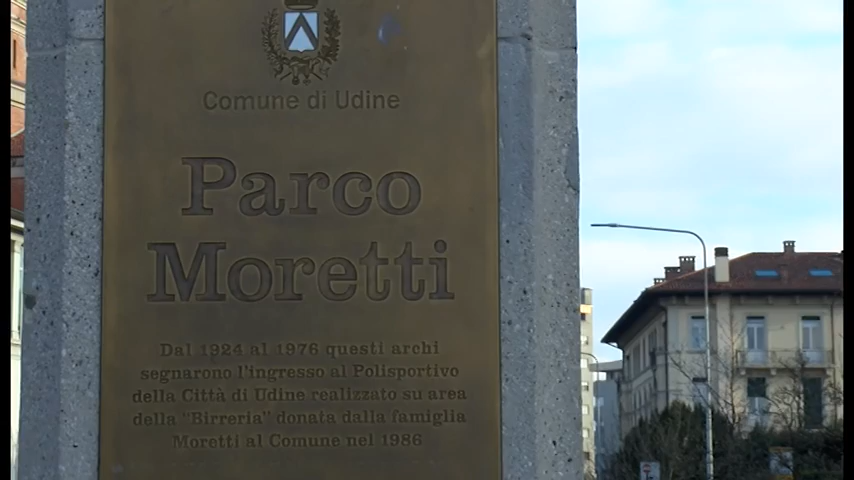 Comune di Udine
Parco
Moretti
Dal 1924 al 1976 questi archi
segnarono l'ingresso al Polisportivo
della Città di Udine realizzato su area
della "Birreria" donata dalla famiglia
Moretti al Comune nel 1986